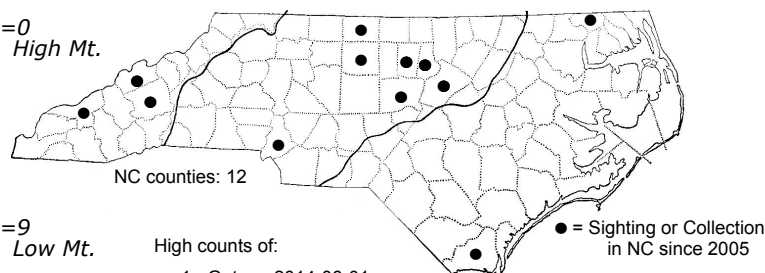 =0
High Mt.
NC counties: 12
=9
Low Mt.
High counts of:
● = Sighting or Collection
in NC since 2005